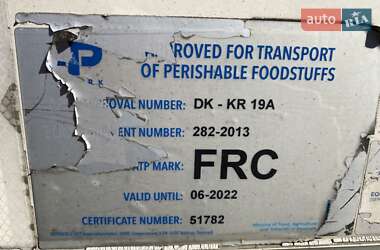 auto RIA
P
ROVED FOR TRANSPORT
OF PERISHABLE FOODSTUFFS
OVAL NUMBER: DK - KR 19A
ENT NUMBER: 282-2013
ATP MARK: FRC
VALID UNTIL: 06-2022
CERTIFICATE NUMBER: 51782